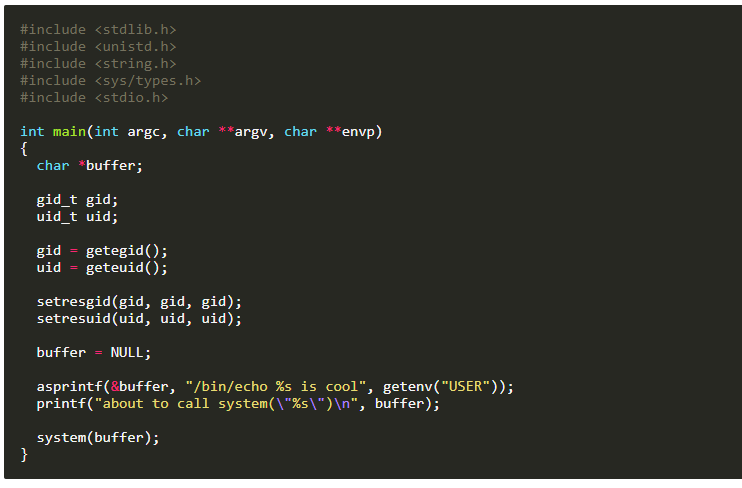 #include <stdlib.h>
#include <unistd.h>
#include <string.h>
#include <sys/types.h>
#include <stdio.h>

int main(int argc, char **argv, char **envp)
{
  char *buffer;

  gid_t gid;
  uid_t uid;

  gid = getegid();
  uid = geteuid();

  setresgid(gid, gid, gid);
  setresuid(uid, uid, uid);

  buffer = NULL;

  asprintf(&buffer, "/bin/echo %s is cool", getenv("USER"));
  printf("about to call system(\"%s\")\n", buffer);

  system(buffer);
}